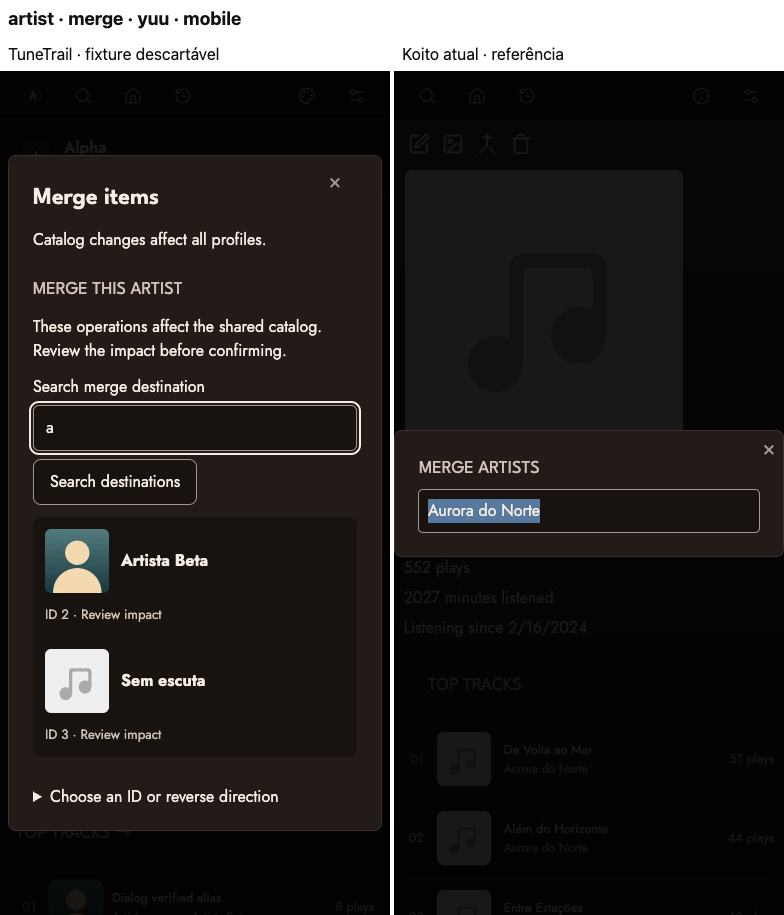 artist · merge · yuu · mobile
TuneTrail · fixture descartável
A
Alpha
Merge items
×
Catalog changes affect all profiles.
MERGE THIS ARTIST
These operations affect the shared catalog.
Review the impact before confirming.
Search merge destination
a
Search destinations
Artista Beta
ID 2 · Review impact
Sem escuta
ID 3 · Review impact
▶ Choose an ID or reverse direction
TOP TRACKS →
01
Dialog verified alias
8 plays
Koito atual · referência
×
MERGE ARTISTS
Aurora do Norte
552 plays
2027 minutes listened
Listening since 2/16/2024
TOP TRACKS
01
De Volta ao Mar
Aurora do Norte
51 plays
02
Além do Horizonte
Aurora do Norte
44 plays
Entre Estações